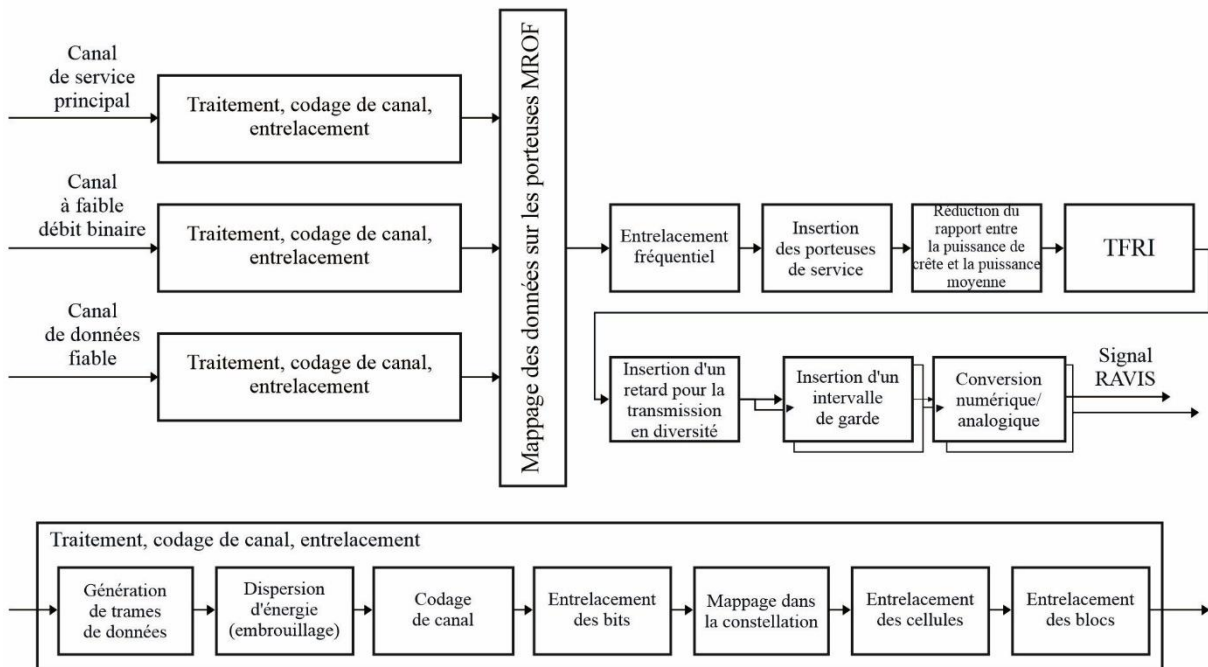 Canal
de service
principal
Traitement, codage de canal,
entrelacement
Canal
à faible
débit binaire
Traitement, codage de canal,
entrelacement
Canal
de données
fiable
Traitement, codage de canal,
entrelacement
Mappage des données sur les porteuses MROF
Entrelacement
fréquentiel
Insertion
des porteuses
de service
Réduction du
rapport entre
la puissance de
crête et la puissance
moyenne
TFRI
Insertion d'un
retard pour la
transmission
en diversité
Insertion d'un
intervalle
de garde
Conversion
numérique/
analogique
Signal
RAVIS
Traitement, codage de canal, entrelacement
Génération
de trames
de données
Dispersion
d'énergie
(embrouillage)
Codage
de canal
Entrelacement
des bits
Mappage dans
la constellation
Entrelacement
des cellules
Entrelacement
des blocs